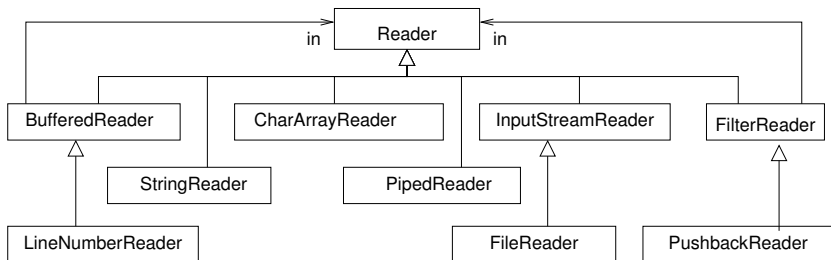 Reader
in
in
BufferedReader
CharArrayReader
InputStreamReader
FilterReader
StringReader
PipedReader
LineNumberReader
FileReader
PushbackReader